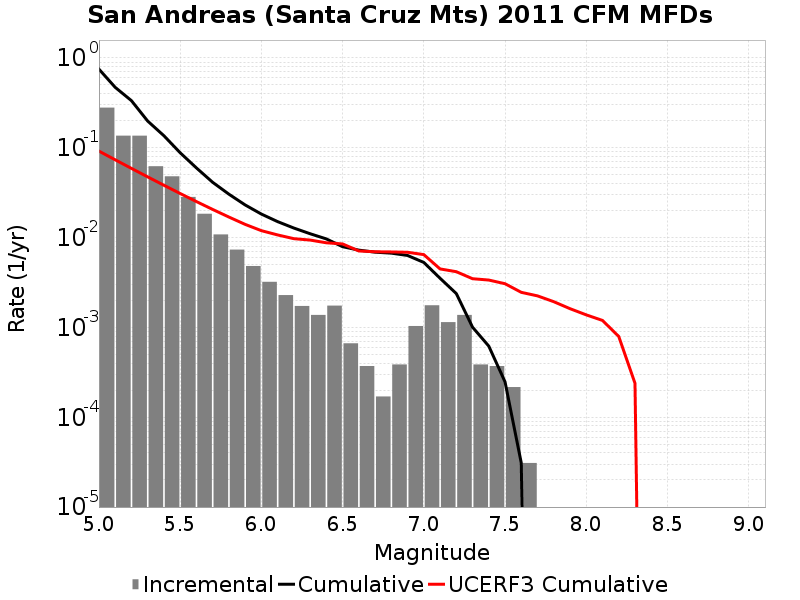 San Andreas (Santa Cruz Mts) 2011 CFM MFDs
10^0
10^-1
10^-2
10^-3
10^-4
10^-5
Rate (1/yr)
5.0 5.5 6.0 6.5 7.0 7.5 8.0 8.5 9.0
Magnitude
Incremental Cumulative UCERF3 Cumulative